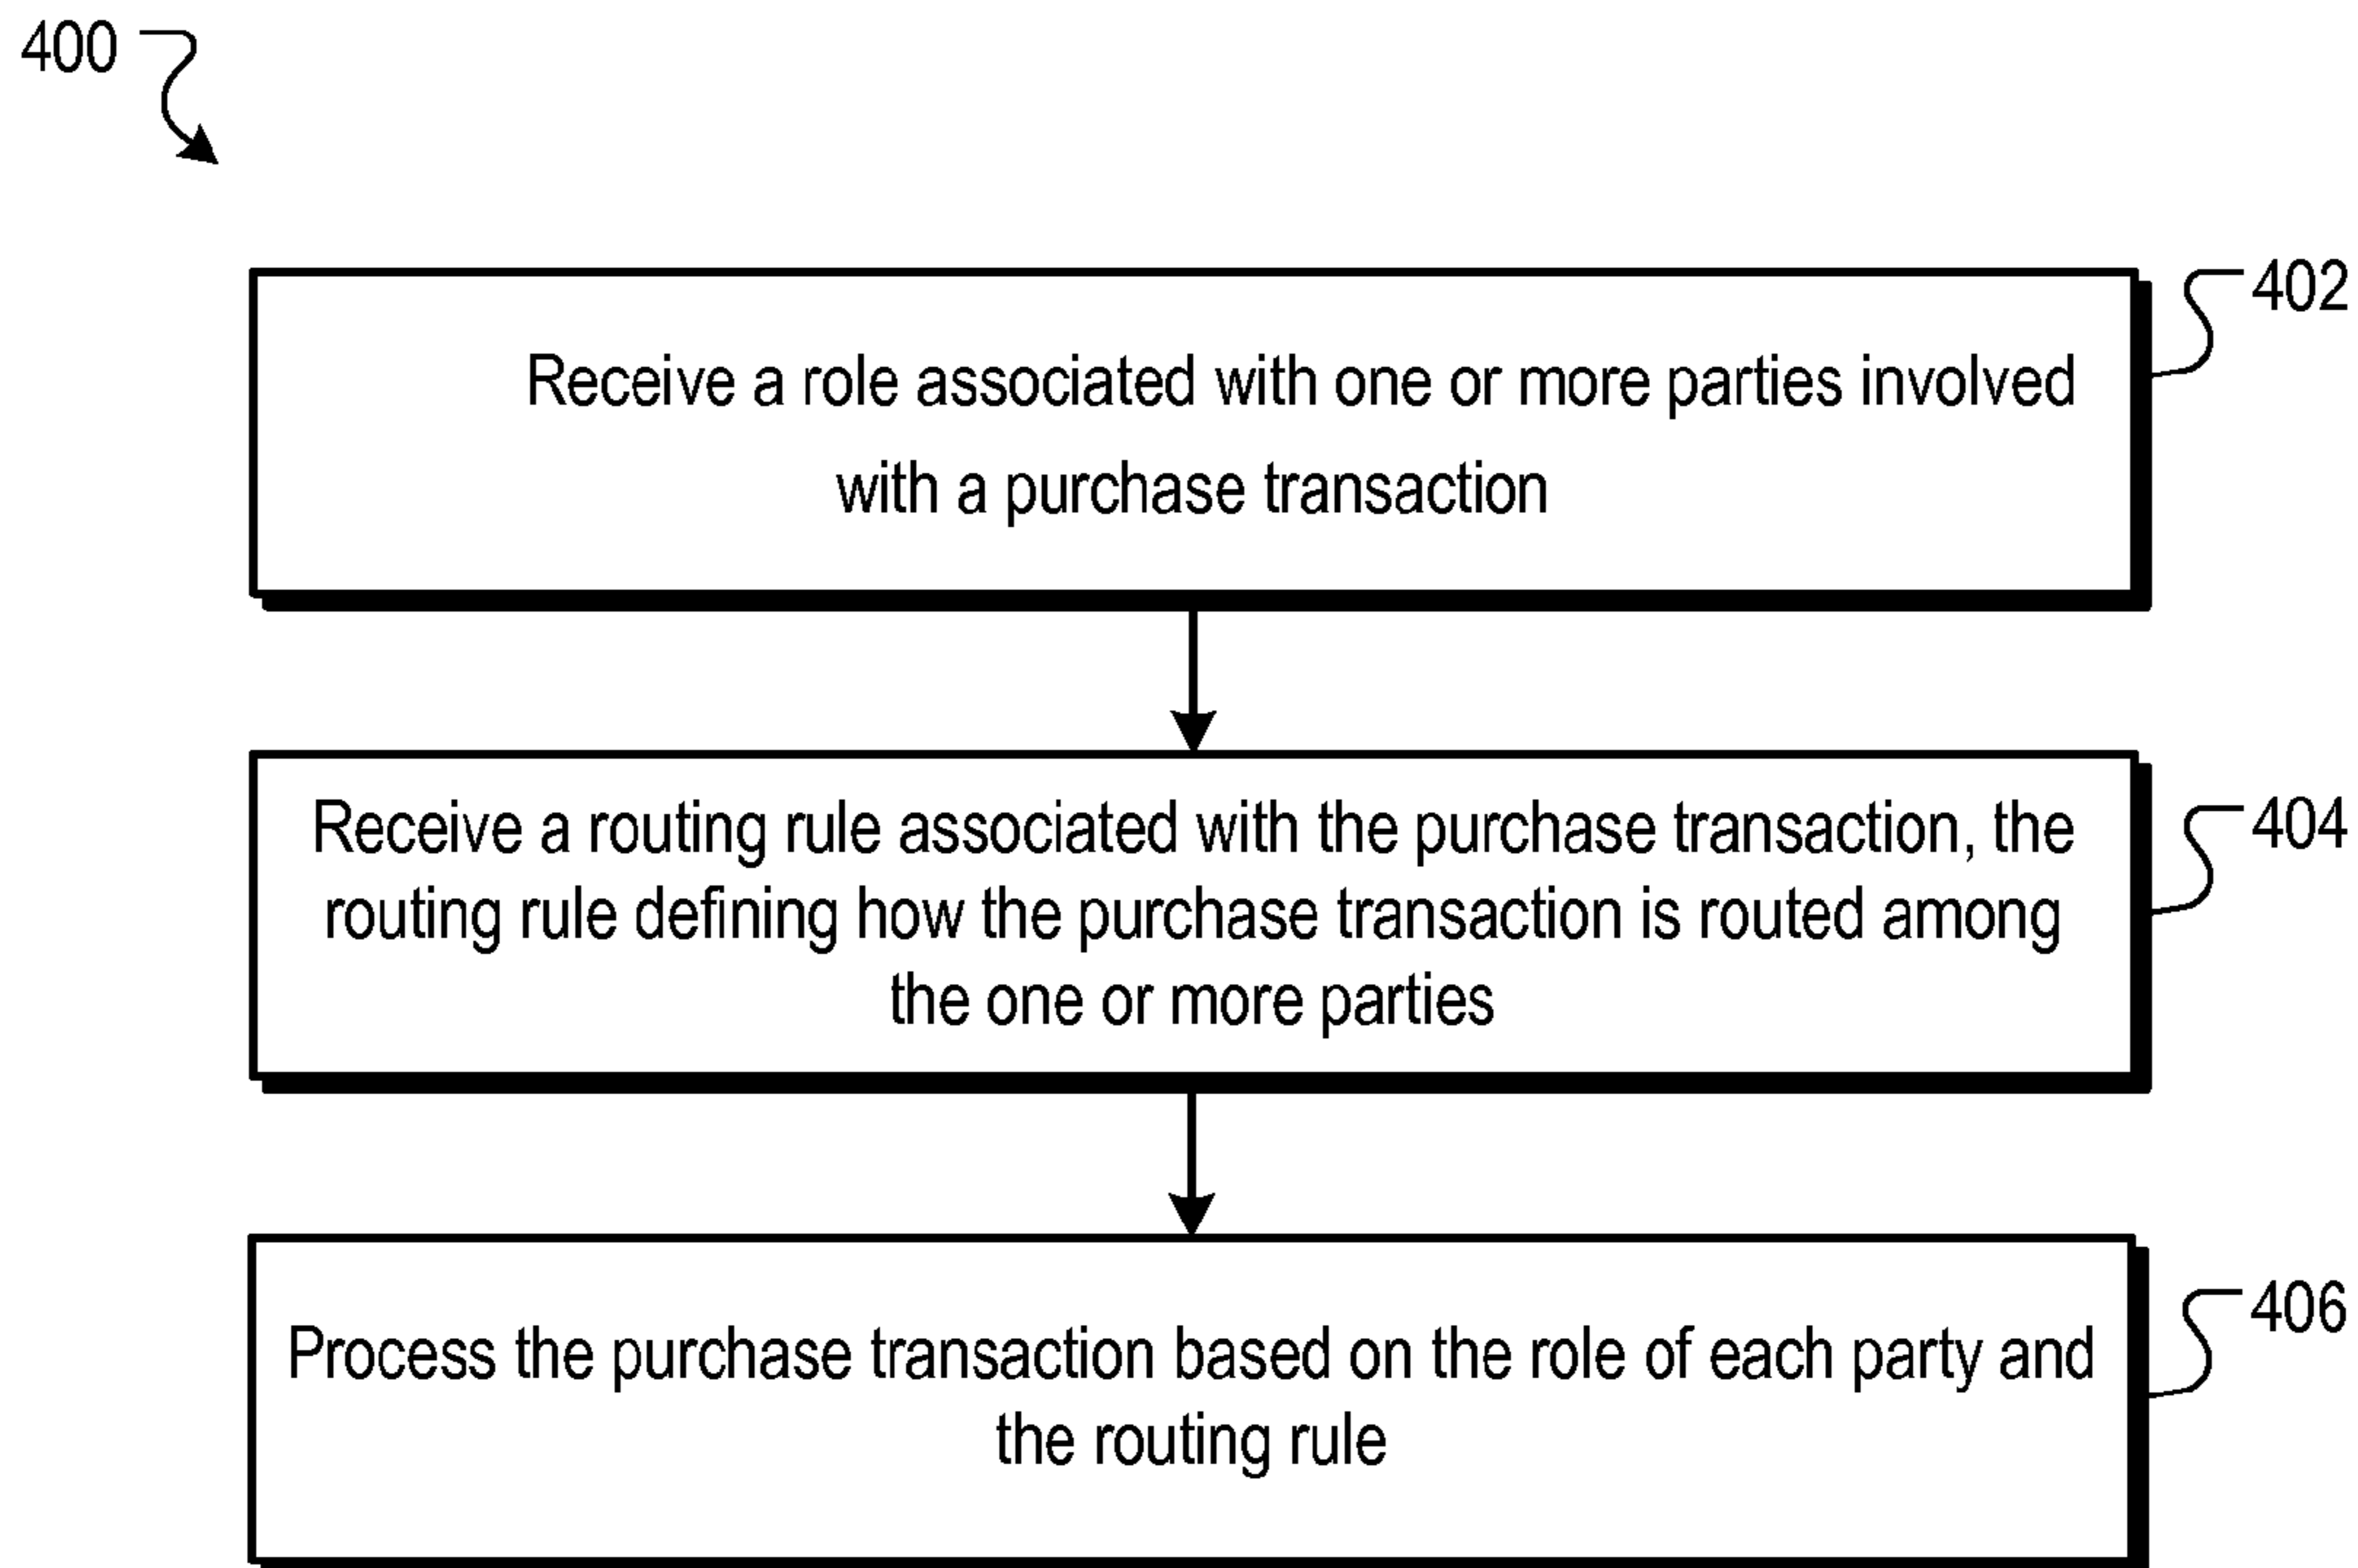 400
402
Receive a role associated with one or more parties involved
with a purchase transaction
404
Receive a routing rule associated with the purchase transaction, the
routing rule defining how the purchase transaction is routed among
the one or more parties
406
Process the purchase transaction based on the role of each party and
the routing rule